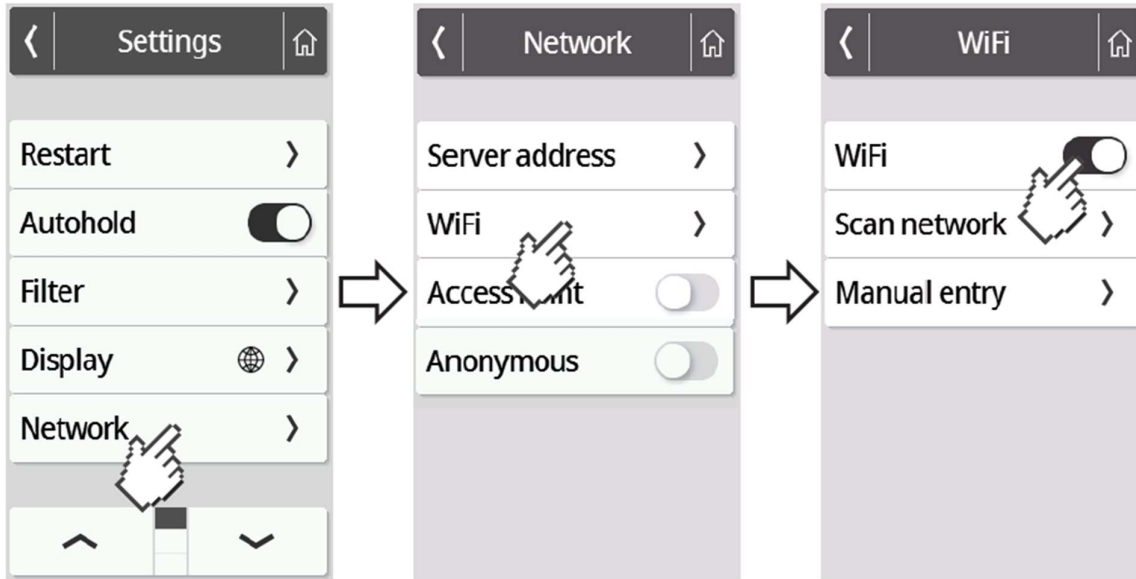 Settings
Restart
Autohold
Filter
Display
Network
Network
Server address
WiFi
Access
Anonymous
WiFi
WiFi
Scan network
Manual entry